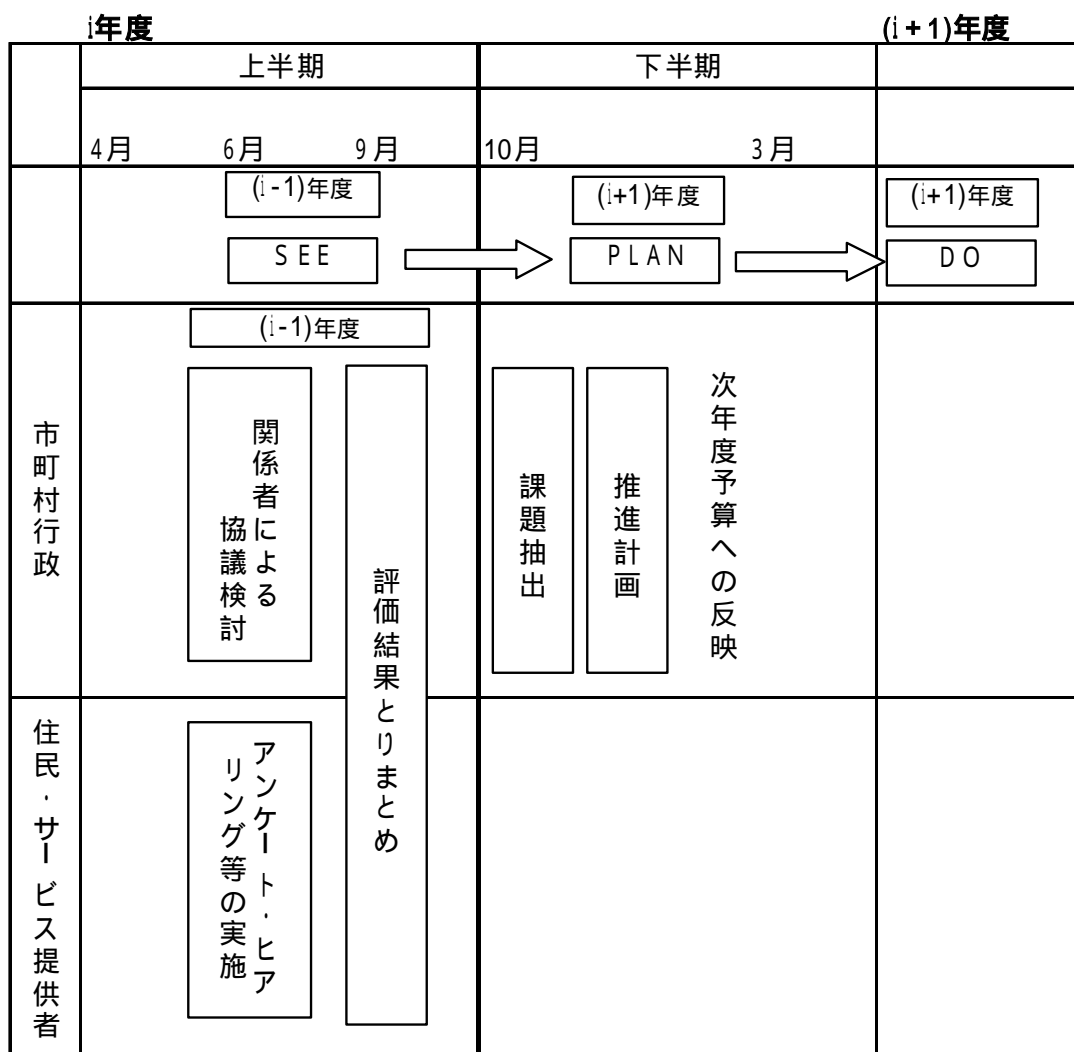 i年度
(i+1)年度
上半期
下半期
4月
6月
9月
10月
3月
(i-1)年度
(i+1)年度
(i+1)年度
SEE
PLAN
DO
市町村行政
(i-1)年度
関係者による
協議検討
評価結果とりまとめ
課題抽出
推進計画
次年度予算への反映
住民・サービス提供者
アンケート・ヒア
リング等の実施